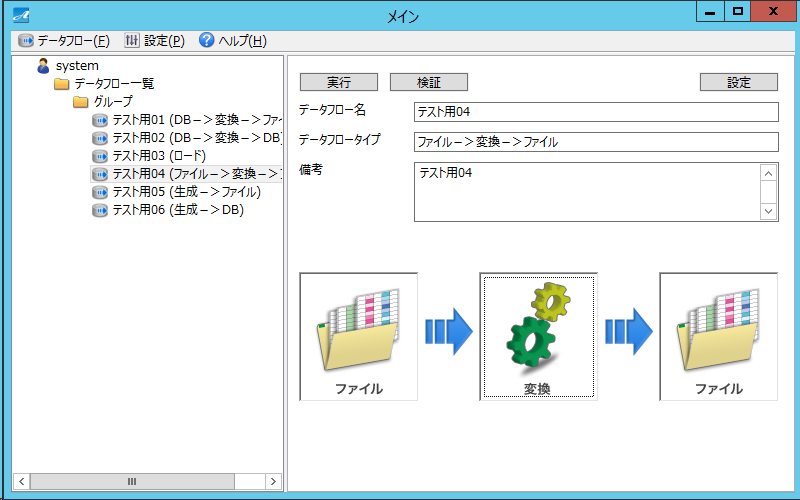 メイン
データフロー(F) 設定(P) ヘルプ(H)
system
データフロー一覧
グループ
テスト用01 (DB->変換->ファイ
テスト用02 (DB->変換->DB)
テスト用03 (ロード)
テスト用04 (ファイル->変換->フ
テスト用05 (生成->ファイル)
テスト用06 (生成->DB)
実行 検証 設定
データフロー名 テスト用04
データフロータイプ ファイル->変換->ファイル
備考 テスト用04
ファイル 変換 ファイル